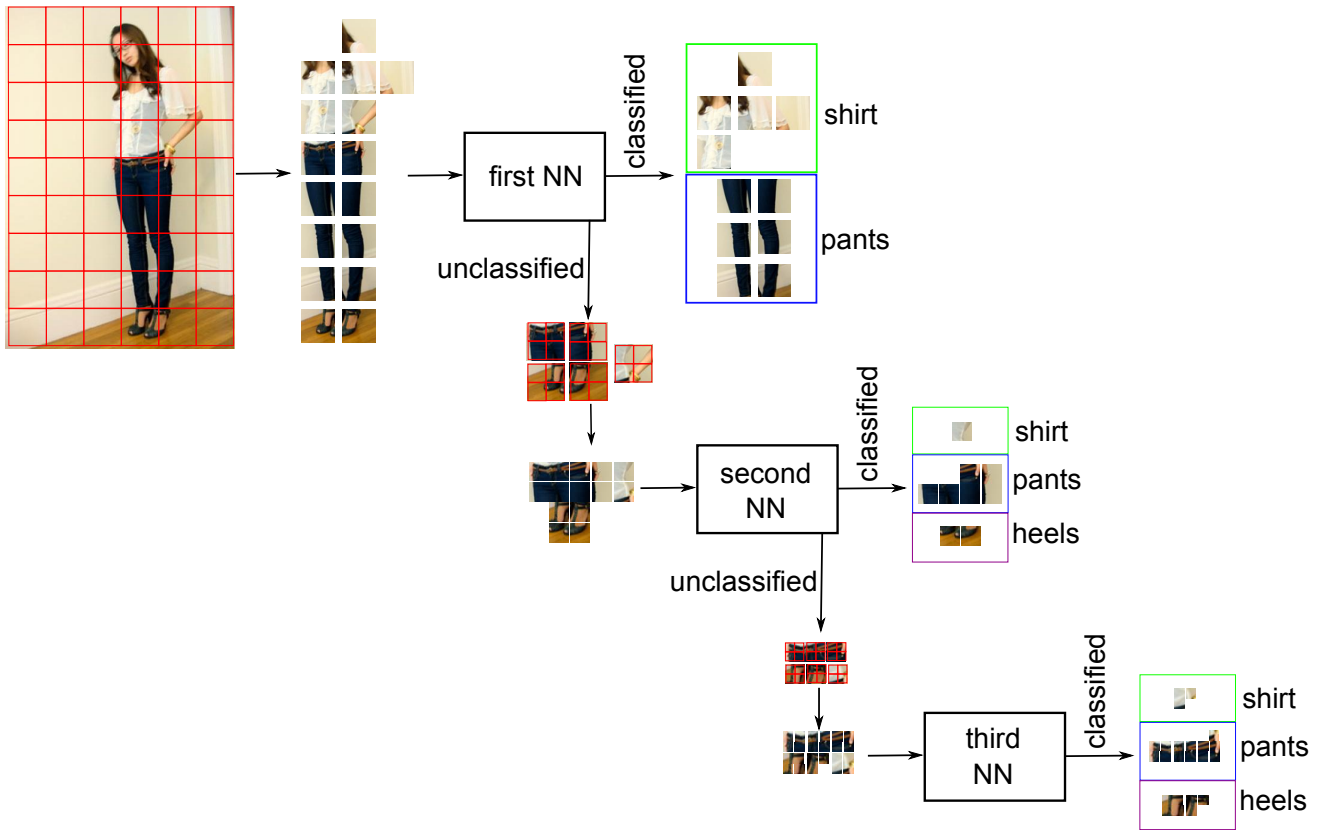 classified
shirt
first NN
pants
unclassified
classified
shirt
second
NN
pants
heels
unclassified
classified
shirt
third
NN
pants
heels